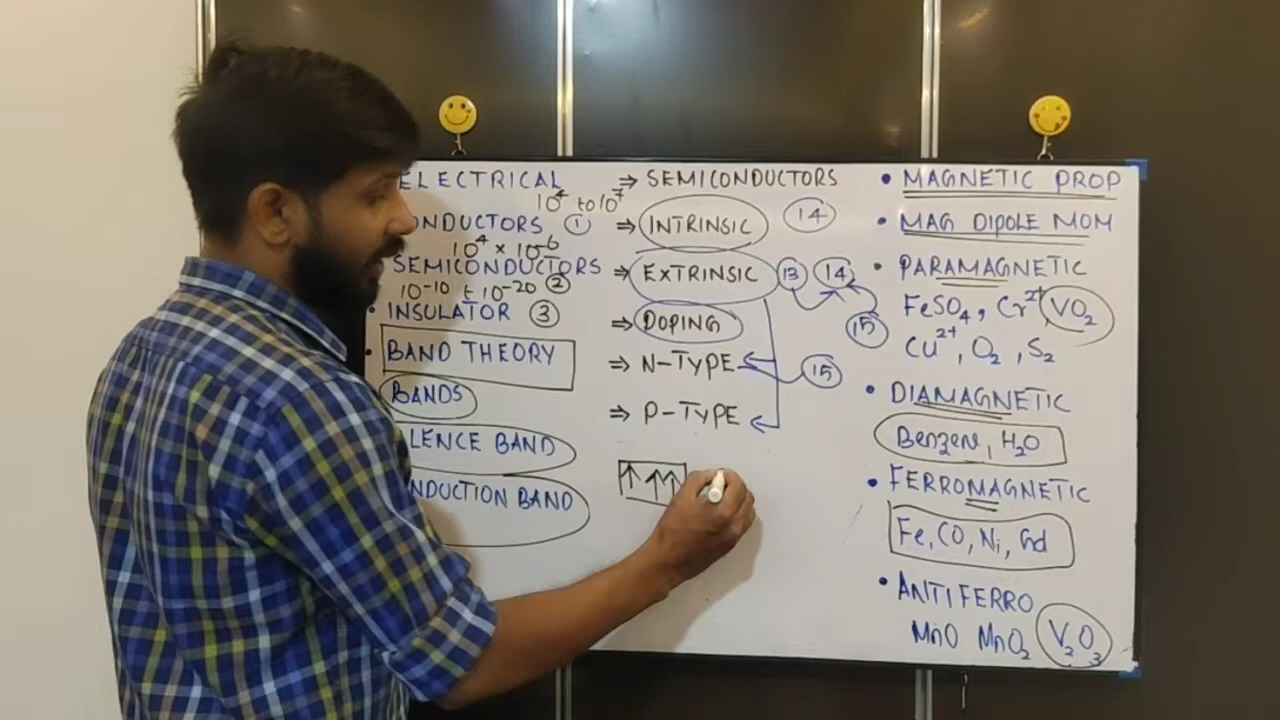 ELECTRICAL
10⁴ to 10⁷
ONDUCTORS ①
10⁴ × 10⁻⁶
SEMICONDUCTORS
10⁻¹⁰ t 10⁻²⁰ ②
• INSULATOR ③
• BAND THEORY
BANDS
LENCE BAND
NDUCTION BAND
⇒ SEMICONDUCTORS
⇒ INTRINSIC 14
⇒ EXTRINSIC 13 14
15
⇒ DOPING
⇒ N-TYPE 15
⇒ P-TYPE
↑ ↑↑
• MAGNETIC PROP
• MAG DIPOLE MOM
• PARAMAGNETIC
FeSO₄, Cr²⁺, VO₂
Cu²⁺, O₂, S₂
• DIAMAGNETIC
Benzene, H₂O
• FERROMAGNETIC
Fe, CO, Ni, Gd
• ANTIFERRO
MnO MnO₂ V₂O₃